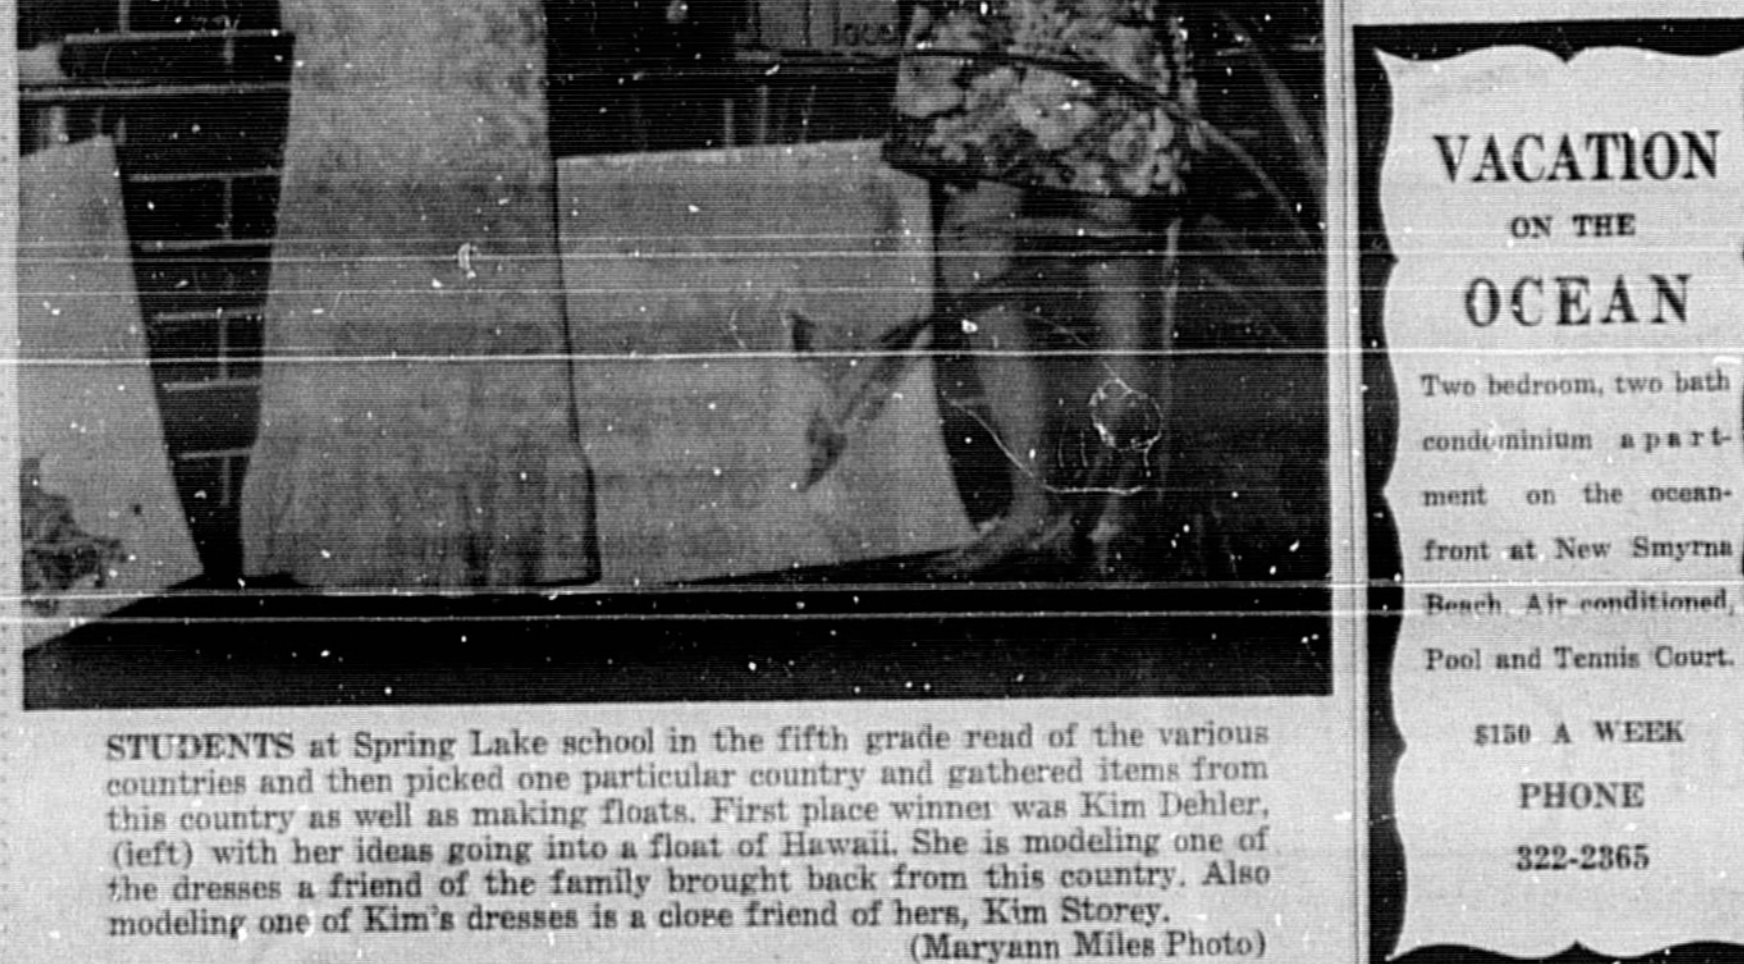 STUDENTS at Spring Lake school in the fifth grade read of the various
countries and then picked one particular country and gathered items from
this country as well as making floats. First place winner was Kim Dehler,
(left) with her ideas going into a float of Hawaii. She is modeling one of
the dresses a friend of the family brought back from this country. Also
modeling one of Kim's dresses is a close friend of hers, Kim Storey.
(Maryann Miles Photo)
VACATION
ON THE
OCEAN
Two bedroom, two bath
condominium apart-
ment on the ocean-
front at New Smyrna
Beach. Air conditioned,
Pool and Tennis Court.
$150 A WEEK
PHONE
322-2365